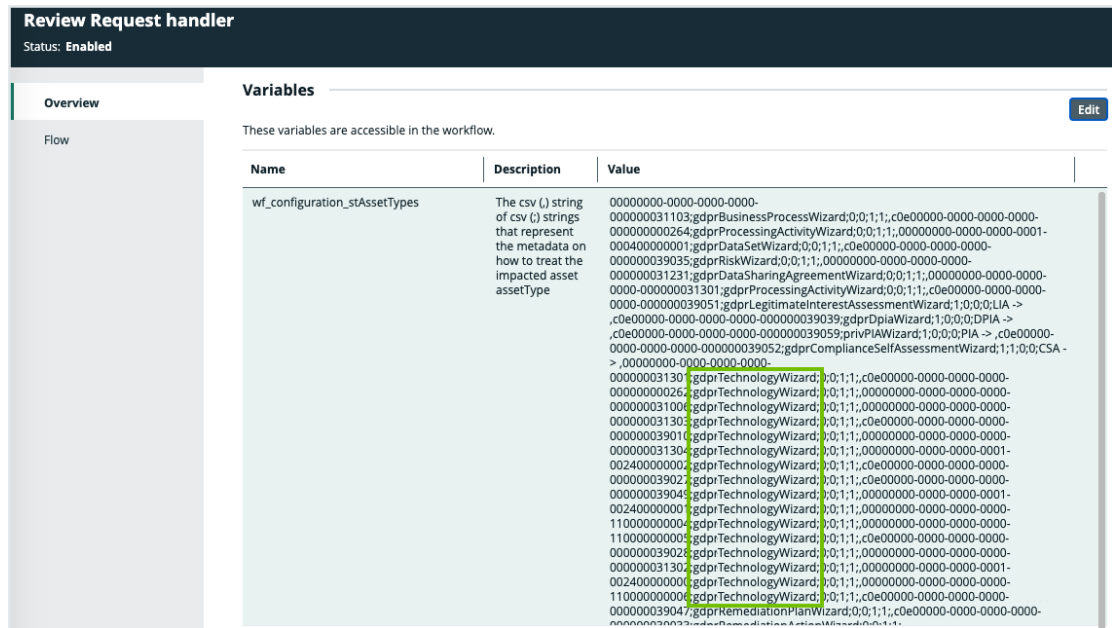 Review Request handler
Status: Enabled
Overview
Flow
Variables
Edit
These variables are accessible in the workflow.
Name
Description
Value
wf_configuration_stAssetTypes
The csv (,) string
of csv (;) strings
that represent
the metadata on
how to treat the
impacted asset
assetType
00000000-0000-0000-0000-
000000031103;gdprBusinessProcessWizard;0;0;1;1;,c0e00000-0000-0000-0000-
000000000264;gdprProcessingActivityWizard;0;0;1;1;,00000000-0000-0000-0001-
000400000001;gdprDataSetWizard;0;0;1;1;,c0e00000-0000-0000-0000-
000000039035;gdprRiskWizard;0;0;1;1;,00000000-0000-0000-0000-
000000031231;gdprDataSharingAgreementWizard;0;0;1;1;,00000000-0000-0000-
0000-000000031301;gdprProcessingActivityWizard;0;0;1;1;,c0e00000-0000-0000-
0000-000000039051;gdprLegitimateInterestAssessmentWizard;1;0;0;0;LIA ->
,c0e00000-0000-0000-0000-000000039039;gdprDpiaWizard;1;0;0;0;DPIA ->
,c0e00000-0000-0000-0000-000000039059;privPIAWizard;1;0;0;0;PIA -> ,c0e00000-
0000-0000-0000-000000039052;gdprComplianceSelfAssessmentWizard;1;1;0;0;CSA -
> ,00000000-0000-0000-0000-
000000031301;gdprTechnologyWizard;0;0;1;1;,c0e00000-0000-0000-0000-
000000000262;gdprTechnologyWizard;0;0;1;1;,00000000-0000-0000-0000-
000000031006;gdprTechnologyWizard;0;0;1;1;,00000000-0000-0000-0000-
000000031303;gdprTechnologyWizard;0;0;1;1;,c0e00000-0000-0000-0000-
000000039010;gdprTechnologyWizard;0;0;1;1;,00000000-0000-0000-0000-
000000031304;gdprTechnologyWizard;0;0;1;1;,00000000-0000-0000-0001-
002400000002;gdprTechnologyWizard;0;0;1;1;,c0e00000-0000-0000-0000-
000000039027;gdprTechnologyWizard;0;0;1;1;,c0e00000-0000-0000-0000-
000000039049;gdprTechnologyWizard;0;0;1;1;,00000000-0000-0000-0001-
002400000001;gdprTechnologyWizard;0;0;1;1;,00000000-0000-0000-0000-
110000000004;gdprTechnologyWizard;0;0;1;1;,00000000-0000-0000-0000-
110000000005;gdprTechnologyWizard;0;0;1;1;,c0e00000-0000-0000-0000-
000000039028;gdprTechnologyWizard;0;0;1;1;,00000000-0000-0000-0000-
000000031302;gdprTechnologyWizard;0;0;1;1;,00000000-0000-0000-0001-
002400000000;gdprTechnologyWizard;0;0;1;1;,00000000-0000-0000-0000-
110000000006;gdprTechnologyWizard;0;0;1;1;,c0e00000-0000-0000-0000-
000000039047;gdprRemediationPlanWizard;0;0;1;1;,c0e00000-0000-0000-0000-
000000039033;gdprRemediationActionWizard;0;0;1;1;